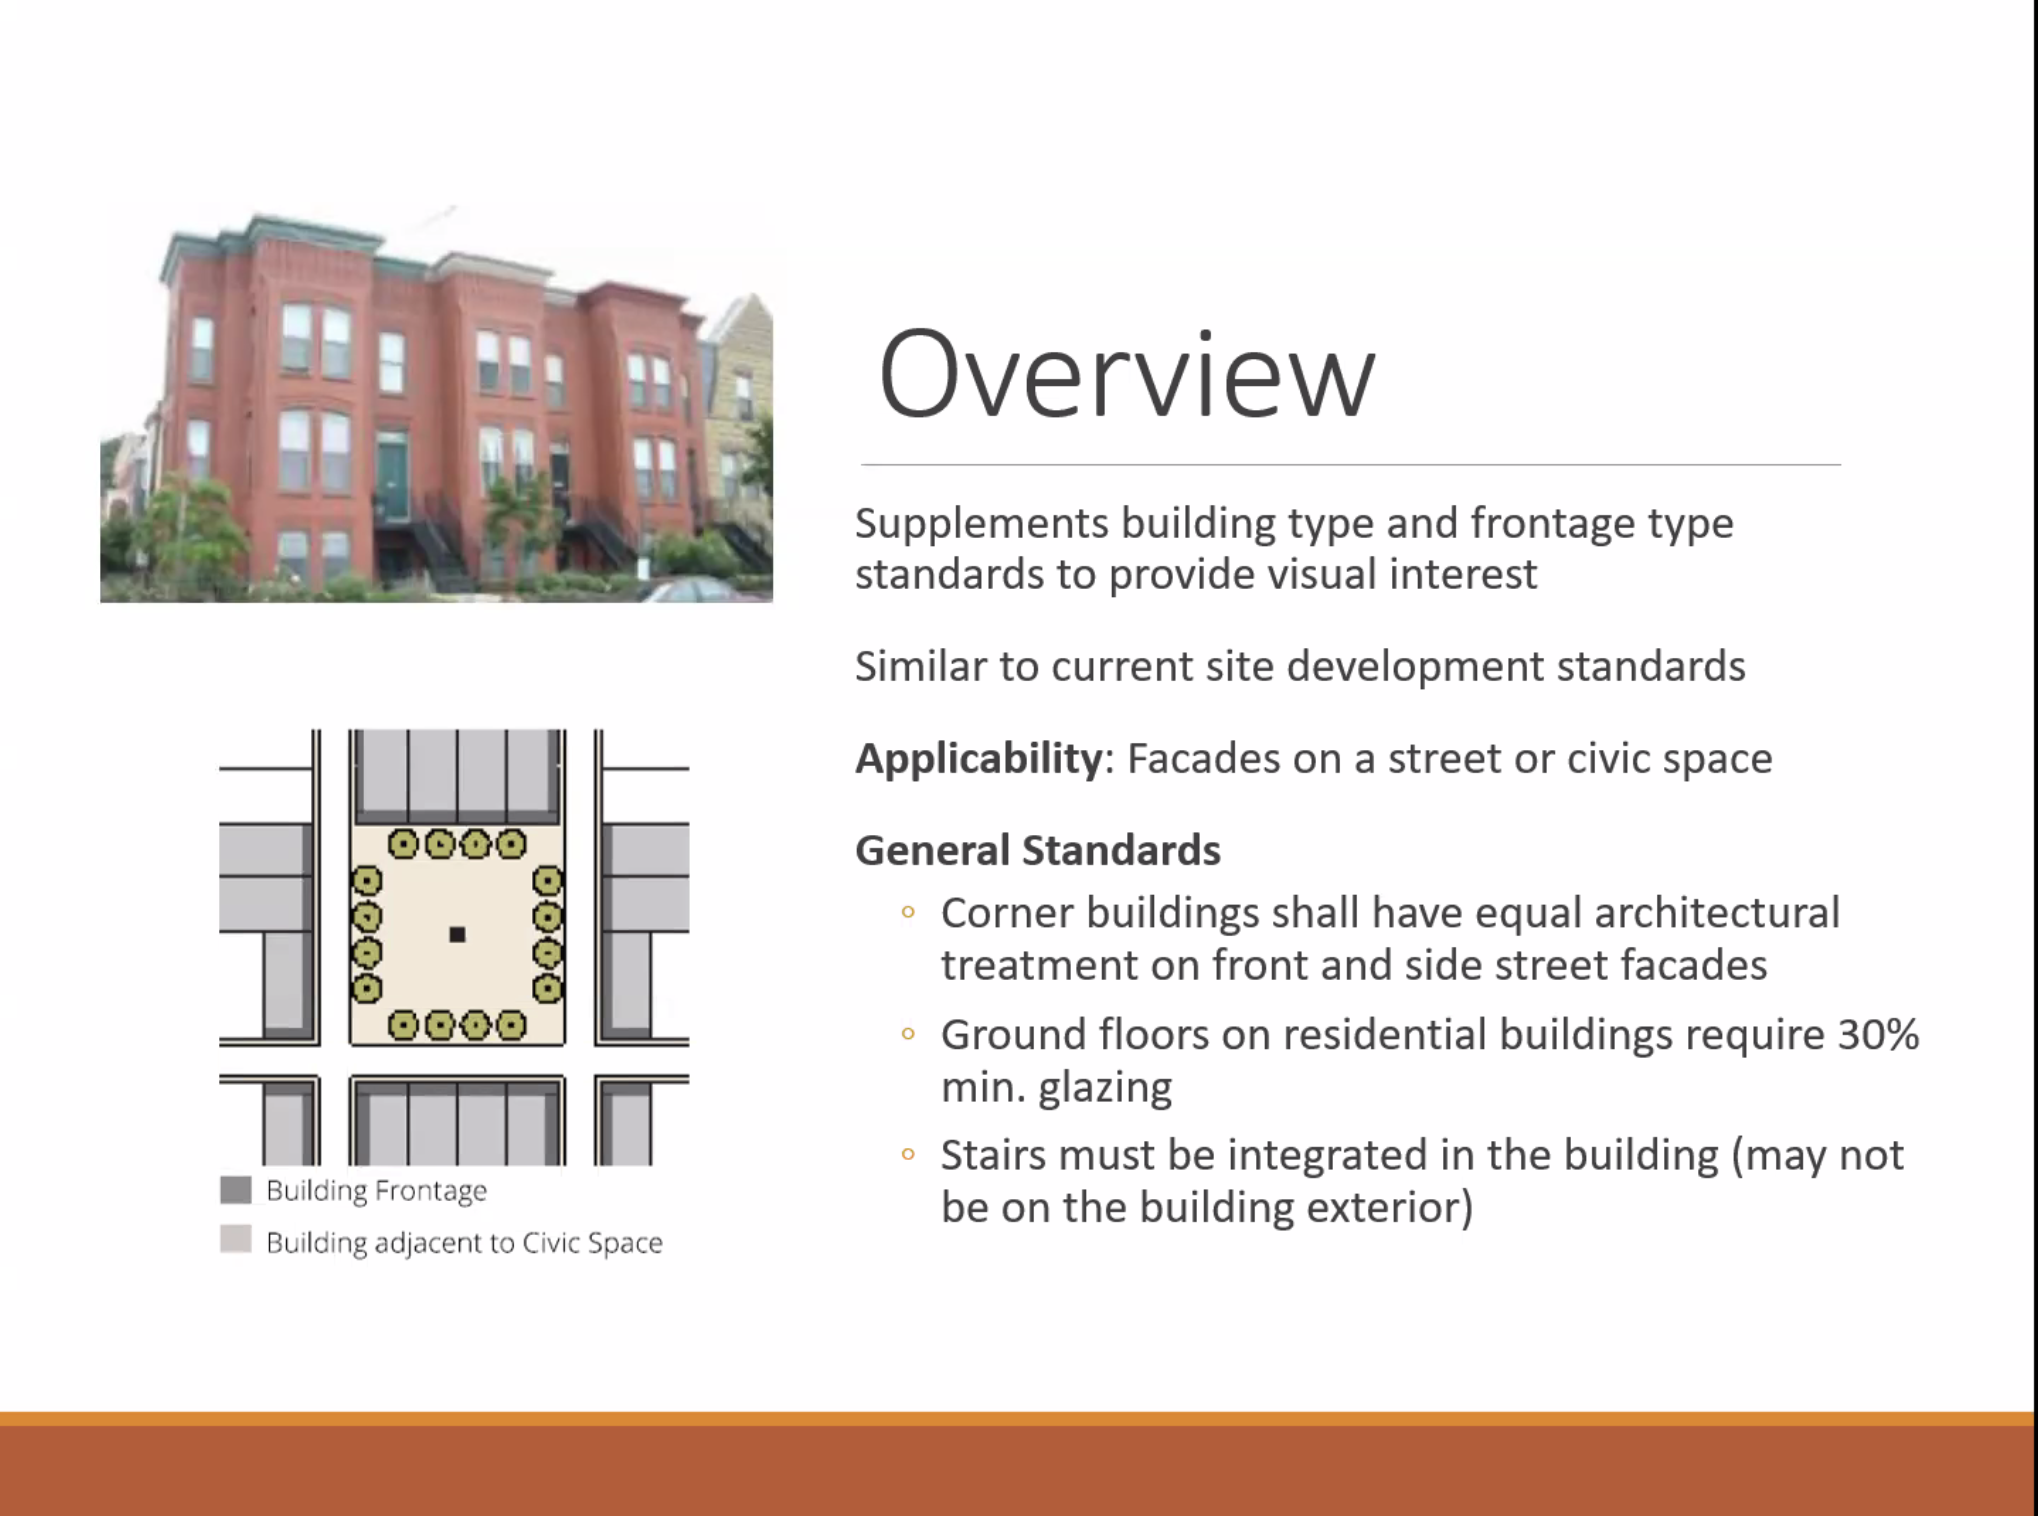 Overview
Supplements building type and frontage type
standards to provide visual interest
Similar to current site development standards
Applicability: Facades on a street or civic space
General Standards
Corner buildings shall have equal architectural
treatment on front and side street facades
Ground floors on residential buildings require 30%
min. glazing
Stairs must be integrated in the building (may not
be on the building exterior)
Building Frontage
Building adjacent to Civic Space